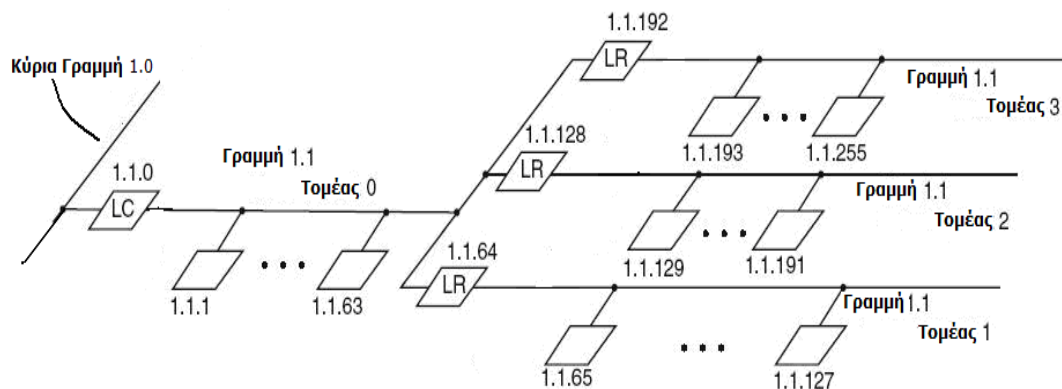 1.1.192
LR
Κύρια Γραμμή 1.0
Γραμμή 1.1
Τομέας 3
1.1.193
1.1.255
1.1.128
LR
Γραμμή 1.1
Τομέας 2
1.1.129
1.1.191
1.1.0
LC
Γραμμή 1.1
Τομέας 0
1.1.1
1.1.63
1.1.64
LR
Γραμμή 1.1
Τομέας 1
1.1.65
1.1.127